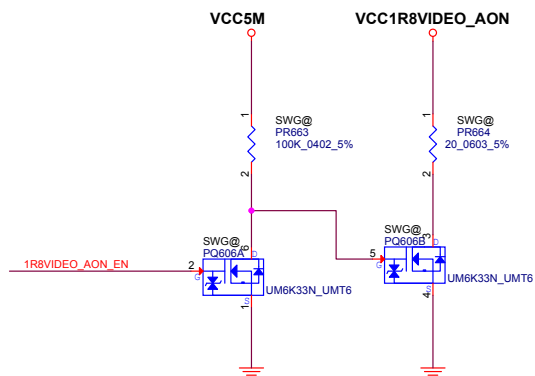 VCC5M
VCC1R8VIDEO_AON
1
SWG@
PR663
100K_0402_5%
2
1
SWG@
PR664
20_0603_5%
2
SWG@
PQ606A
6
D
1R8VIDEO_AON_EN
2
G
UM6K33N_UMT6
S
1
SWG@
PQ606B
3
D
5
G
UM6K33N_UMT6
S
4